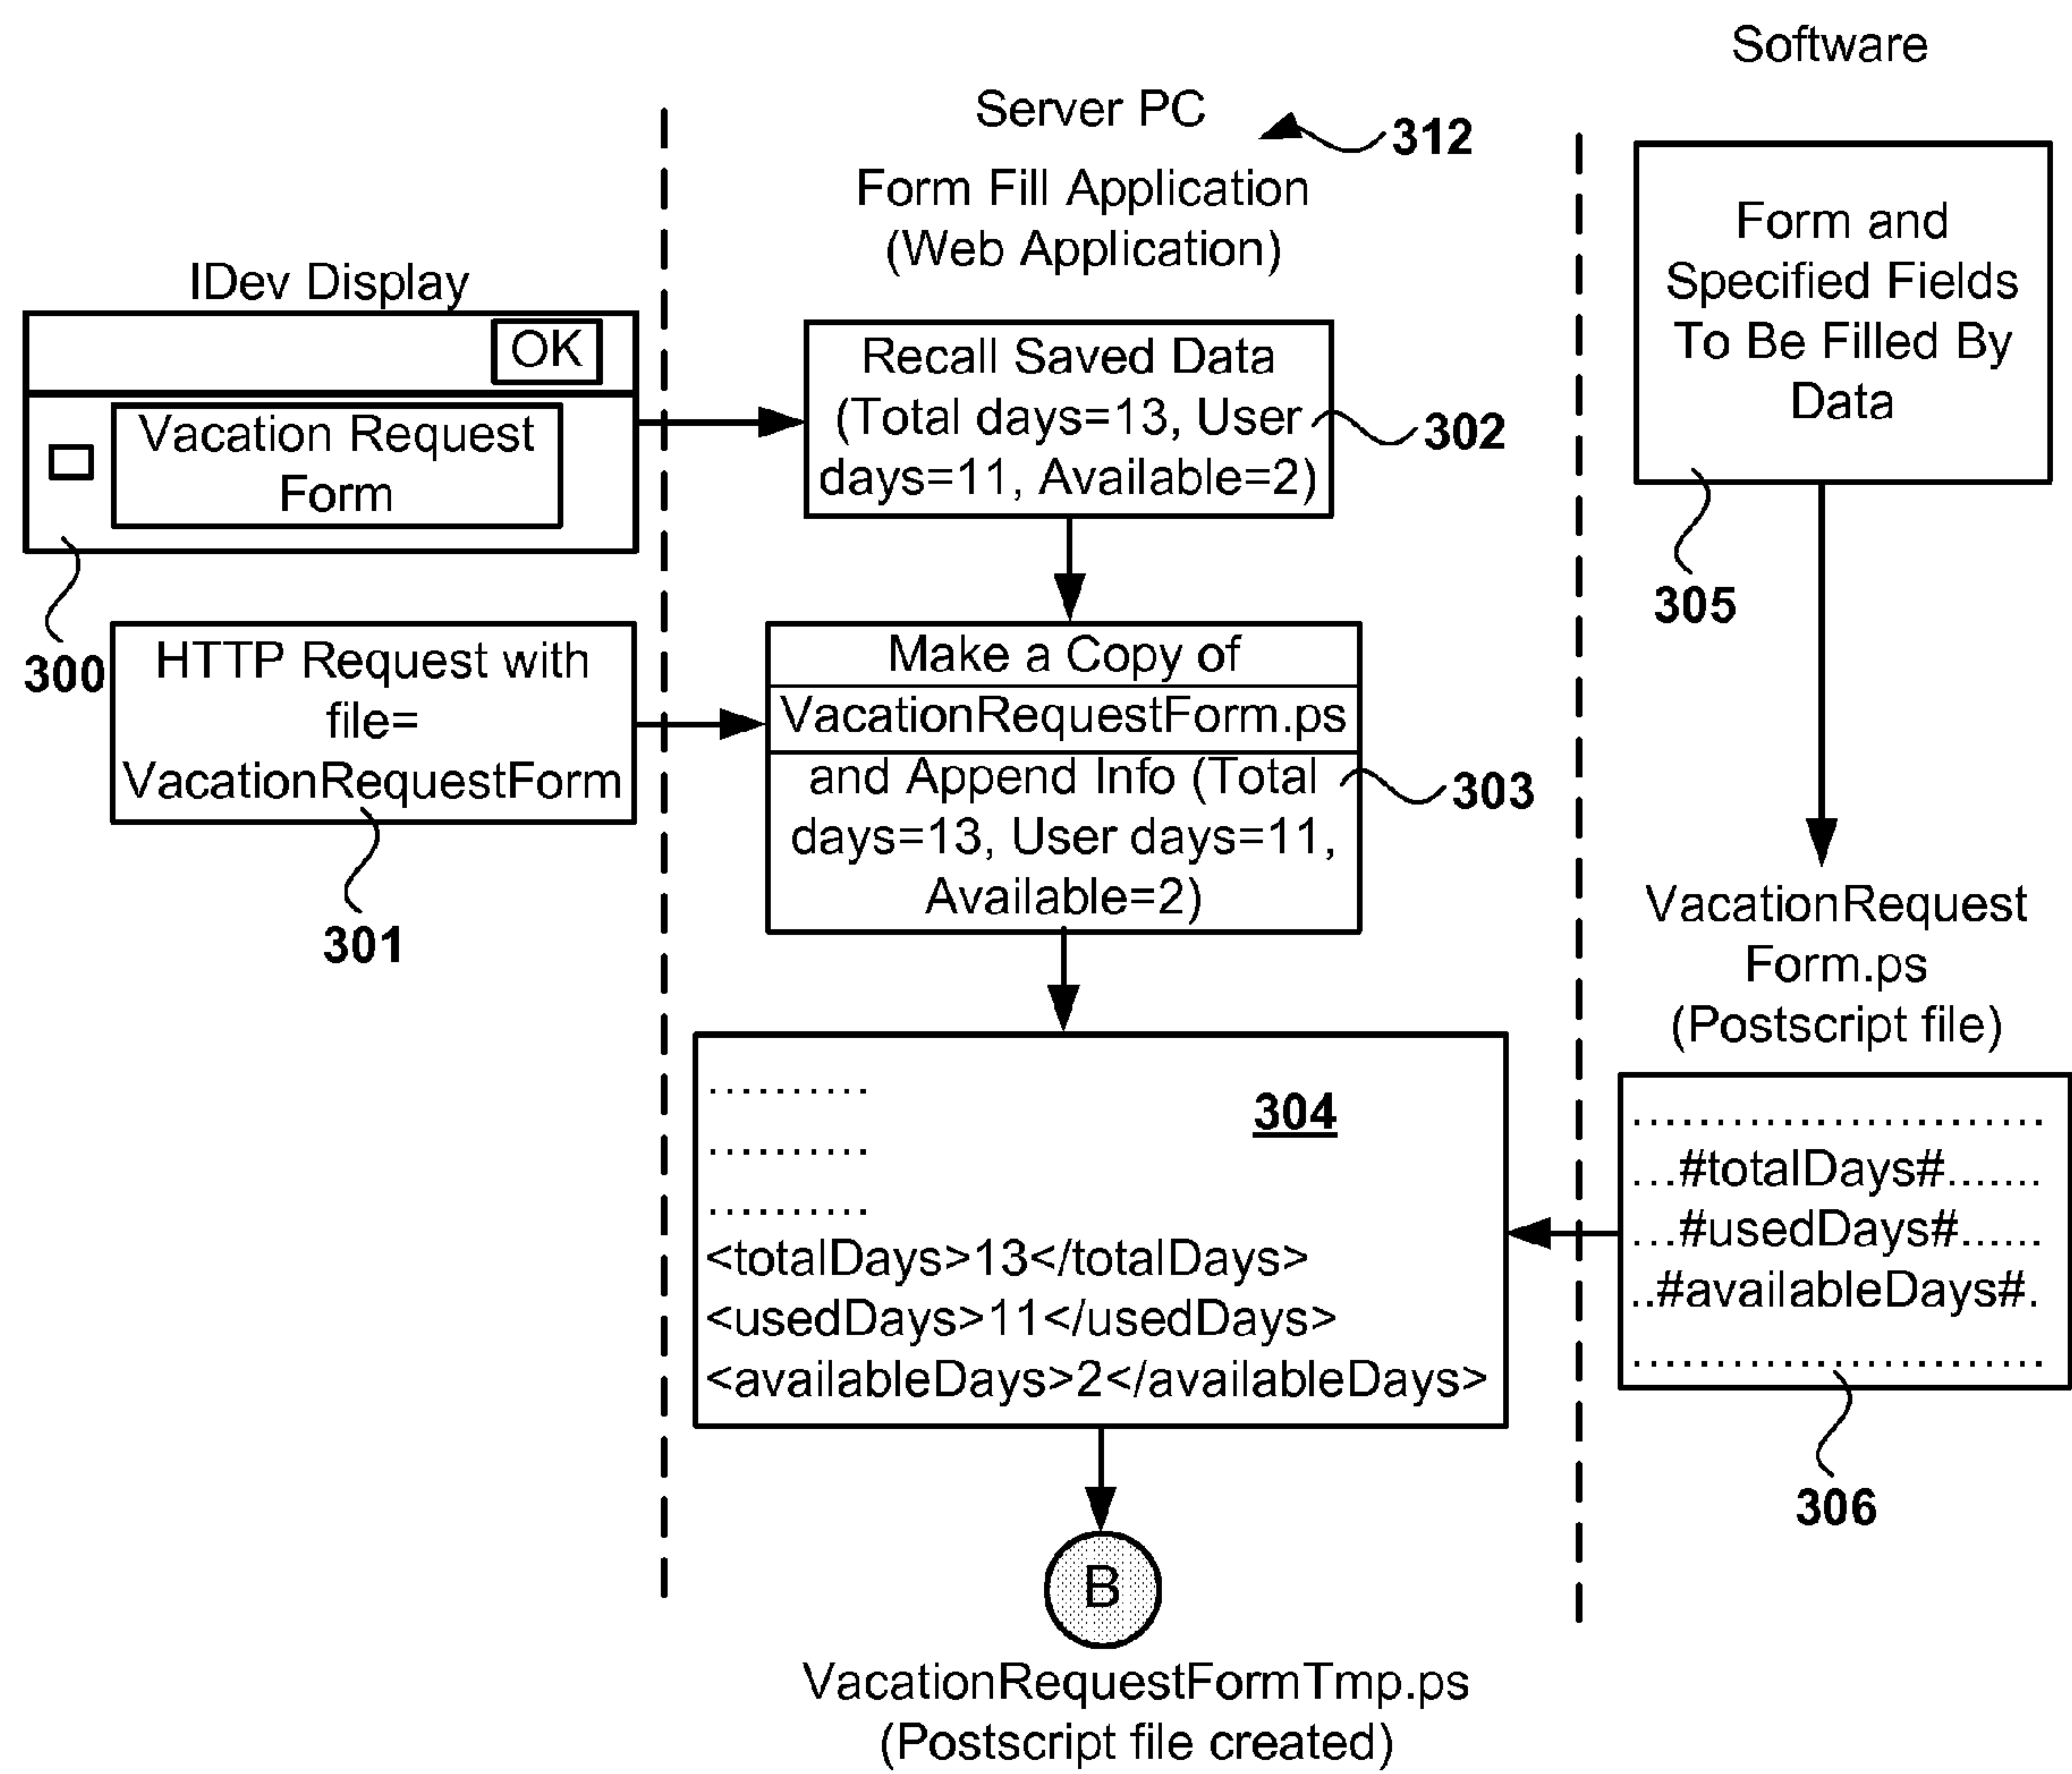 IDev Display
OK
Vacation Request
Form
300
HTTP Request with
file=
VacationRequestForm
301
Server PC
312
Form Fill Application
(Web Application)
Recall Saved Data
(Total days=13, User
days=11, Available=2)
302
Make a Copy of
VacationRequestForm.ps
and Append Info (Total
days=13, User days=11,
Available=2)
303
..........
304
..........
..........
<totalDays>13</totalDays>
<usedDays>11</usedDays>
<availableDays>2</availableDays>
B
VacationRequestFormTmp.ps
(Postscript file created)
Software
Form and
Specified Fields
To Be Filled By
Data
305
VacationRequest
Form.ps
(Postscript file)
.........................
...#totalDays#.......
...#usedDays#......
..#availableDays#.
.........................
306